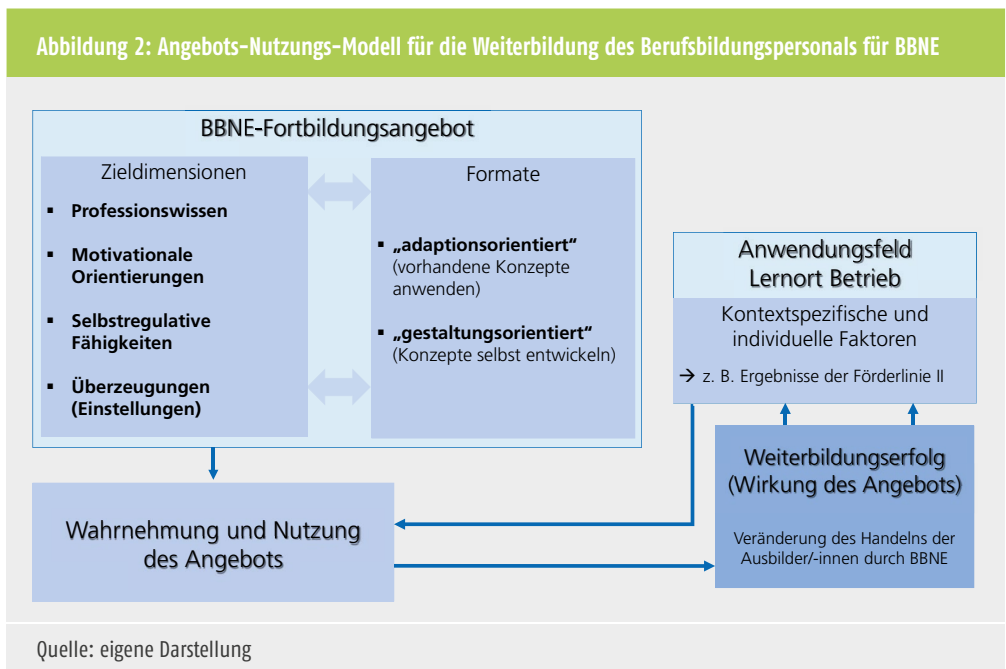 Abbildung 2: Angebots-Nutzungs-Modell für die Weiterbildung des Berufsbildungspersonals für BBNE
BBNE-Fortbildungsangebot
Zieldimensionen
▪ Professionswissen
▪ Motivationale
Orientierungen
▪ Selbstregulative
Fähigkeiten
▪ Überzeugungen
(Einstellungen)
Formate
▪ „adaptionsorientiert“
(vorhandene Konzepte
anwenden)
▪ „gestaltungsorientiert“
(Konzepte selbst entwickeln)
Anwendungsfeld
Lernort Betrieb
Kontextspezifische und
individuelle Faktoren
→ z. B. Ergebnisse der Förderlinie II
Wahrnehmung und Nutzung
des Angebots
Weiterbildungserfolg
(Wirkung des Angebots)
Veränderung des Handelns der
Ausbilder/-innen durch BBNE
Quelle: eigene Darstellung